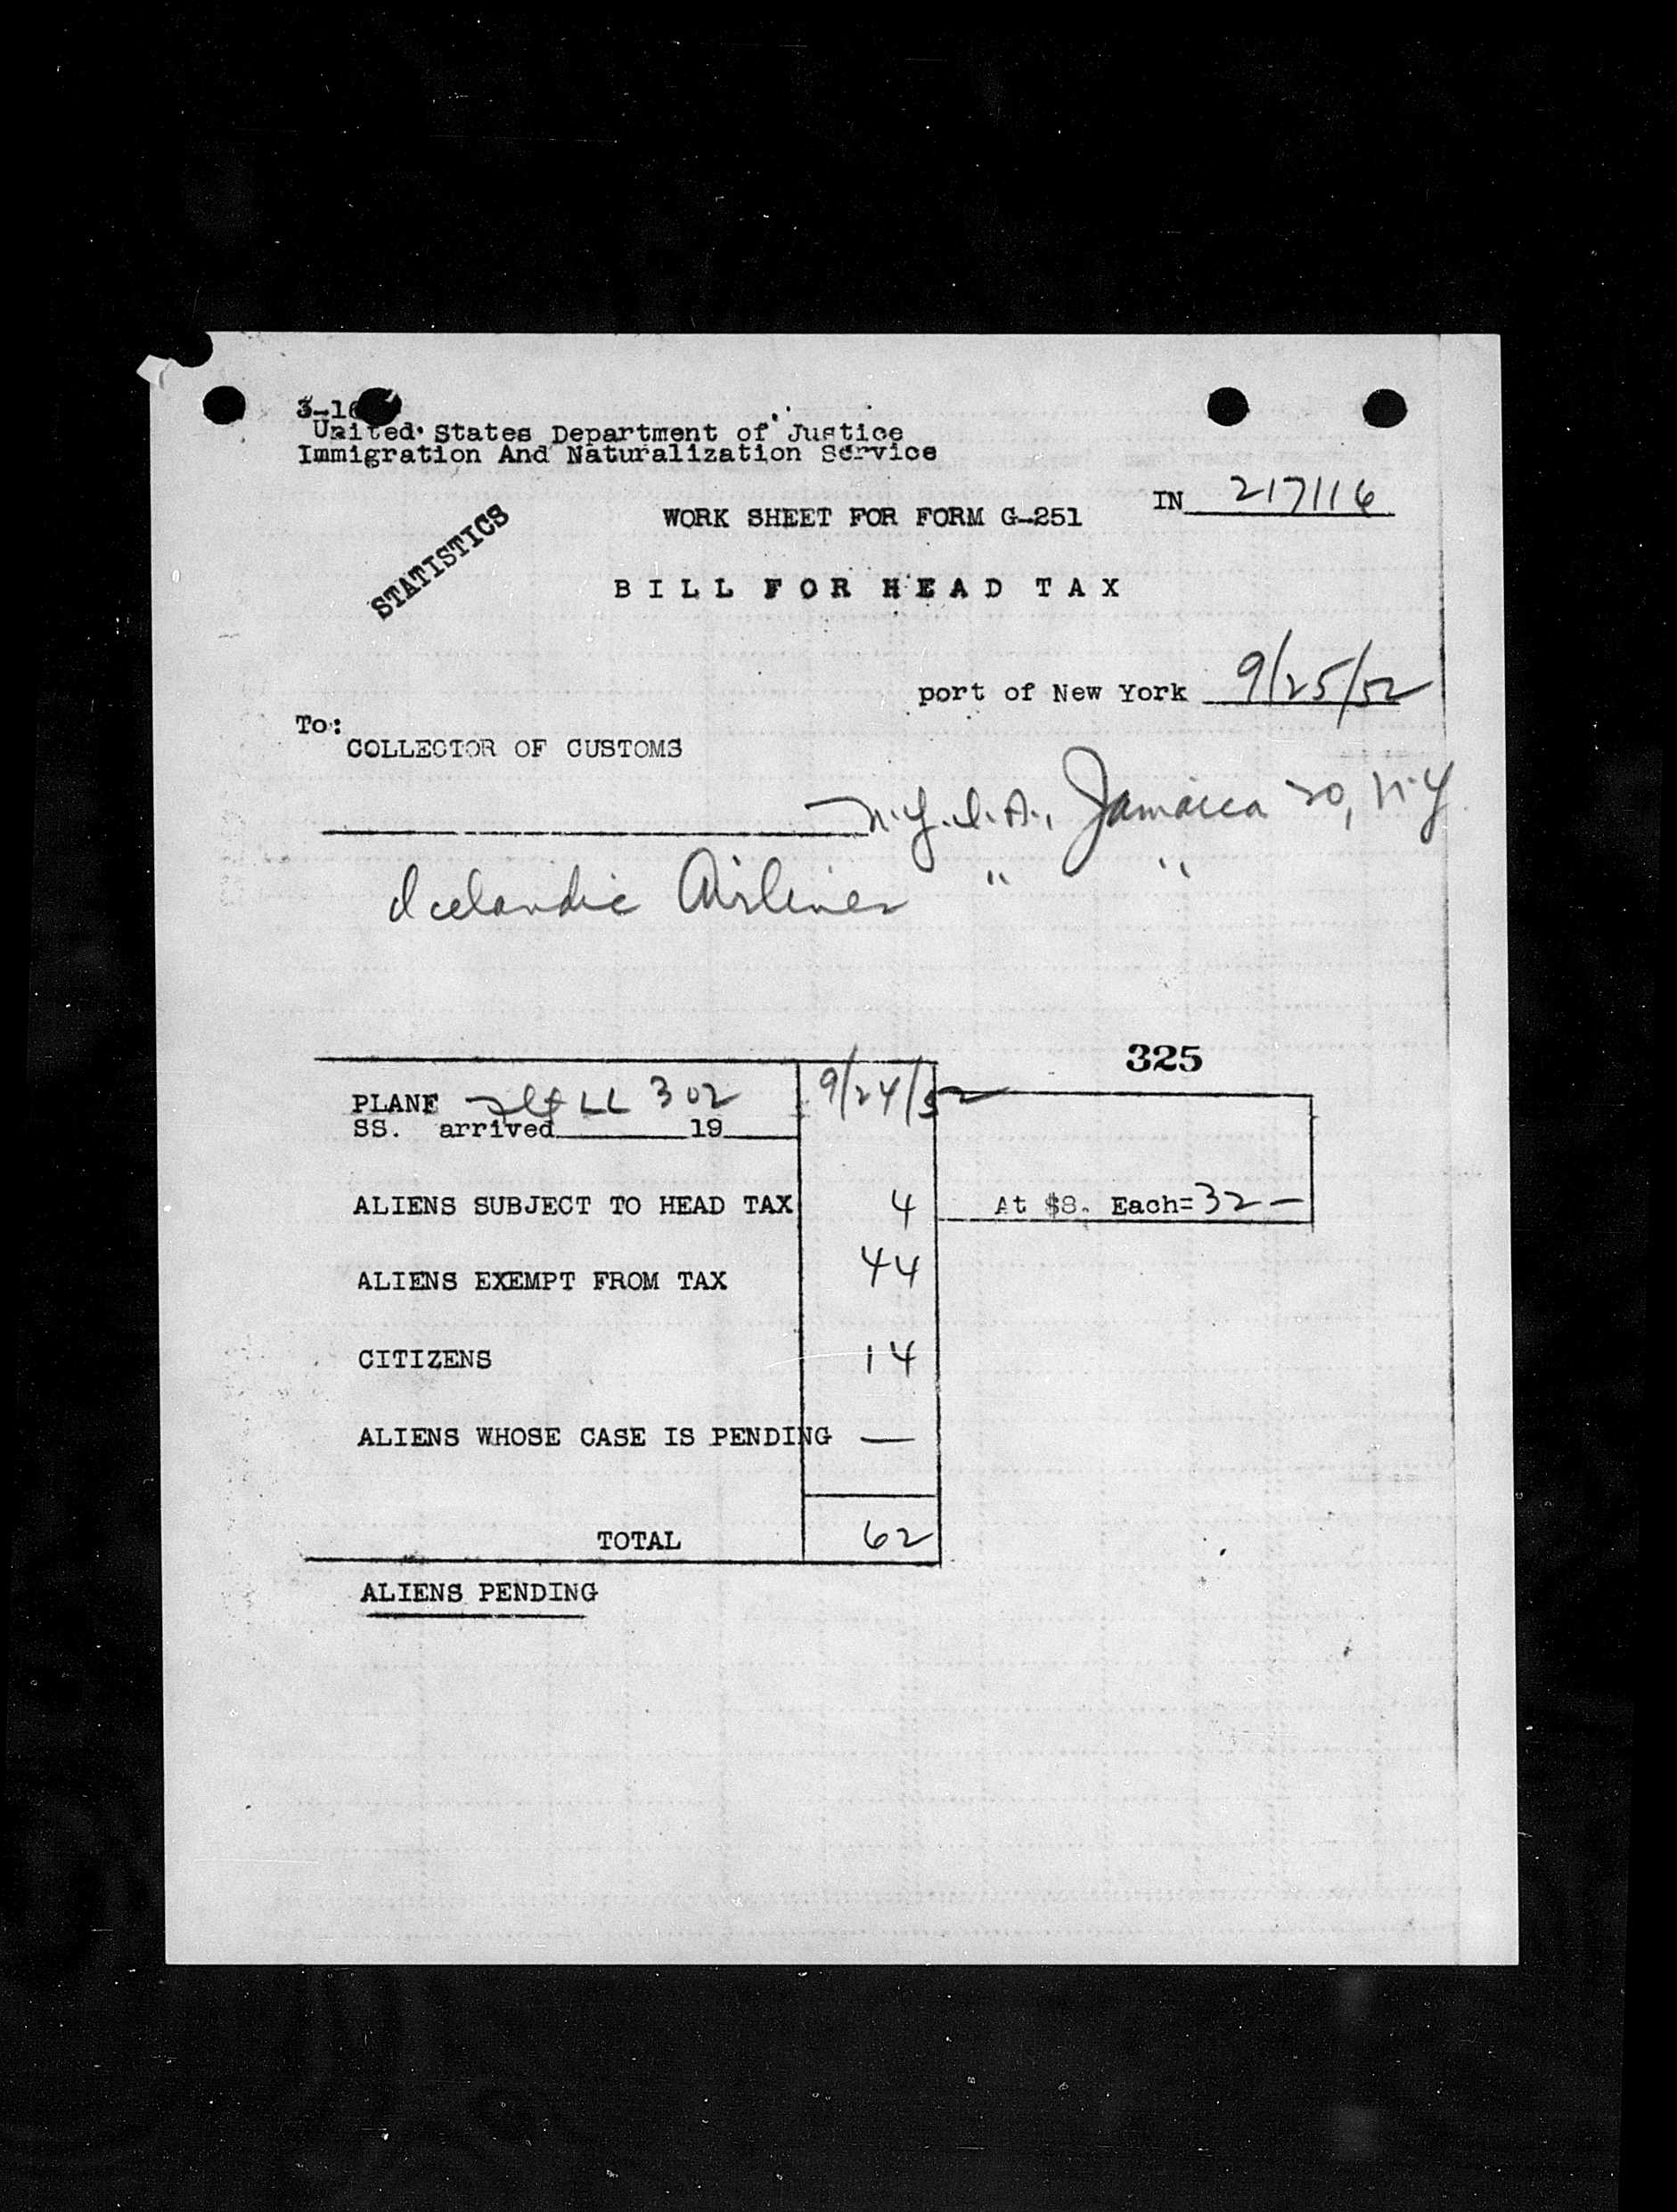 3-16
United States Department of Justice
Immigration And Naturalization Service
IN 217116
WORK SHEET FOR FORM G-251
STATISTICS
BILL FOR HEAD TAX
port of New York 9/25/52
To:
COLLECTOR OF CUSTOMS
N.Y.I.A., Jamaica 30, N.Y
Icelandic Airlines " "
325
PLANE Flt LL 302 9/24/52
SS. arrived 19
ALIENS SUBJECT TO HEAD TAX 4 At $8. Each= 32 —
ALIENS EXEMPT FROM TAX 44
CITIZENS 14
ALIENS WHOSE CASE IS PENDING —
TOTAL 62
ALIENS PENDING